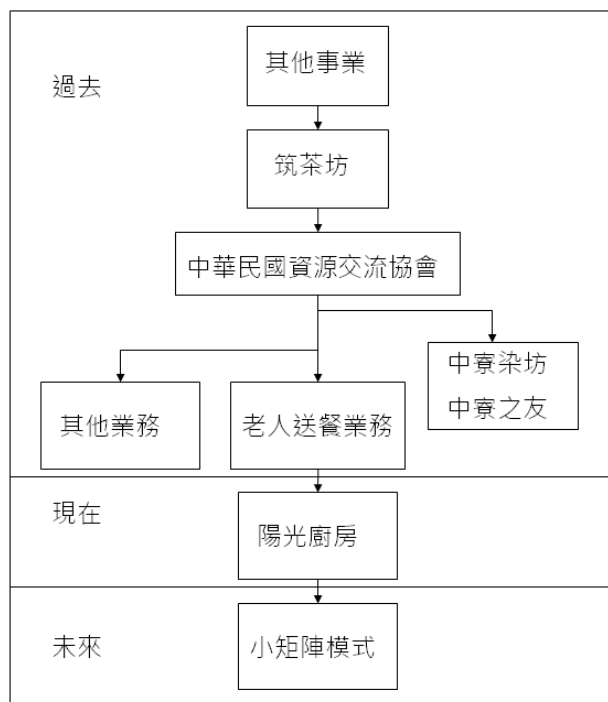 其他事業
過去
筑茶坊
中華民國資源交流協會
中寮染坊
中寮之友
其他業務
老人送餐業務
現在
陽光廚房
未來
小矩陣模式